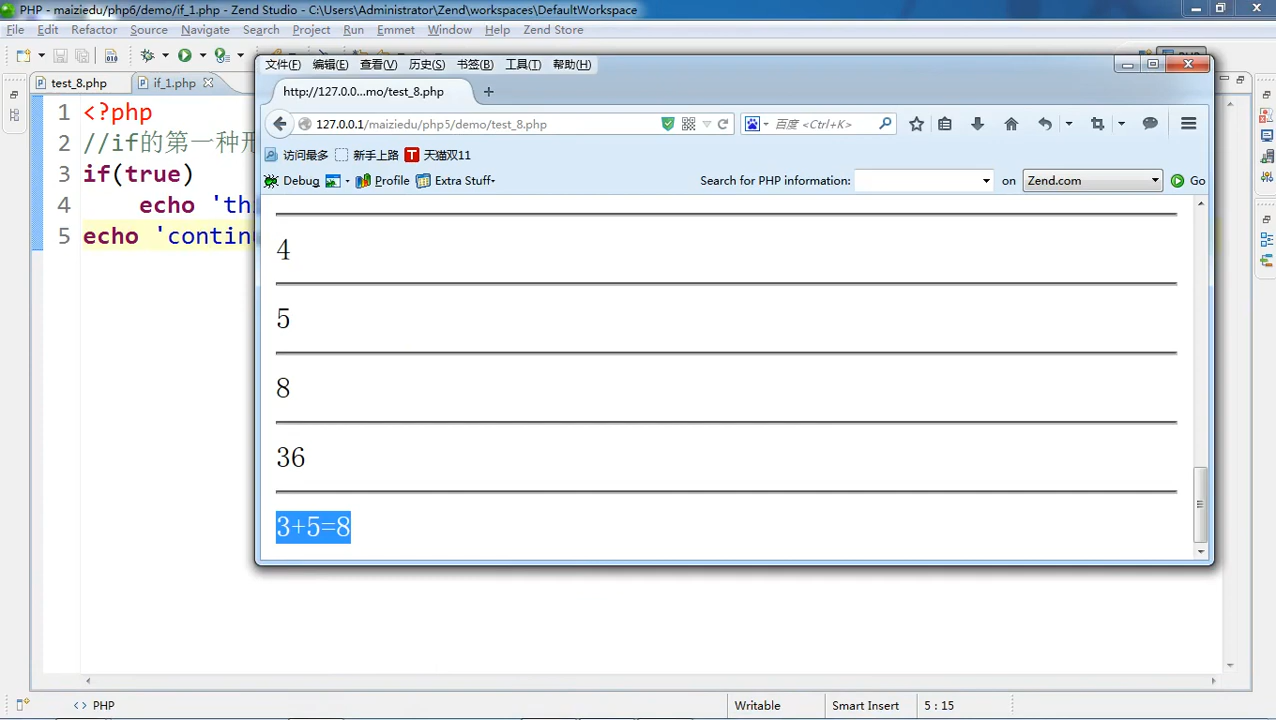 PHP - maiziedu/php6/demo/if_1.php - Zend Studio - C:\Users\Administrator\Zend\workspaces\DefaultWorkspace
File Edit Refactor Source Navigate Search Project Run Emmet Window Help Zend Store
test_8.php if_1.php
1 <?php
2 //if的第一种
3 if(true)
4 echo 'thi
5 echo 'continu
文件(F) 编辑(E) 查看(V) 历史(S) 书签(B) 工具(T) 帮助(H)
http://127.0.0...mo/test_8.php
127.0.0.1/maiziedu/php5/demo/test_8.php
百度 <Ctrl+K>
访问最多 新手上路 T 天猫双11
Debug Profile Extra Stuff Search for PHP information: on Zend.com Go
4
5
8
36
3+5=8
<> PHP Writable Smart Insert 5 : 15